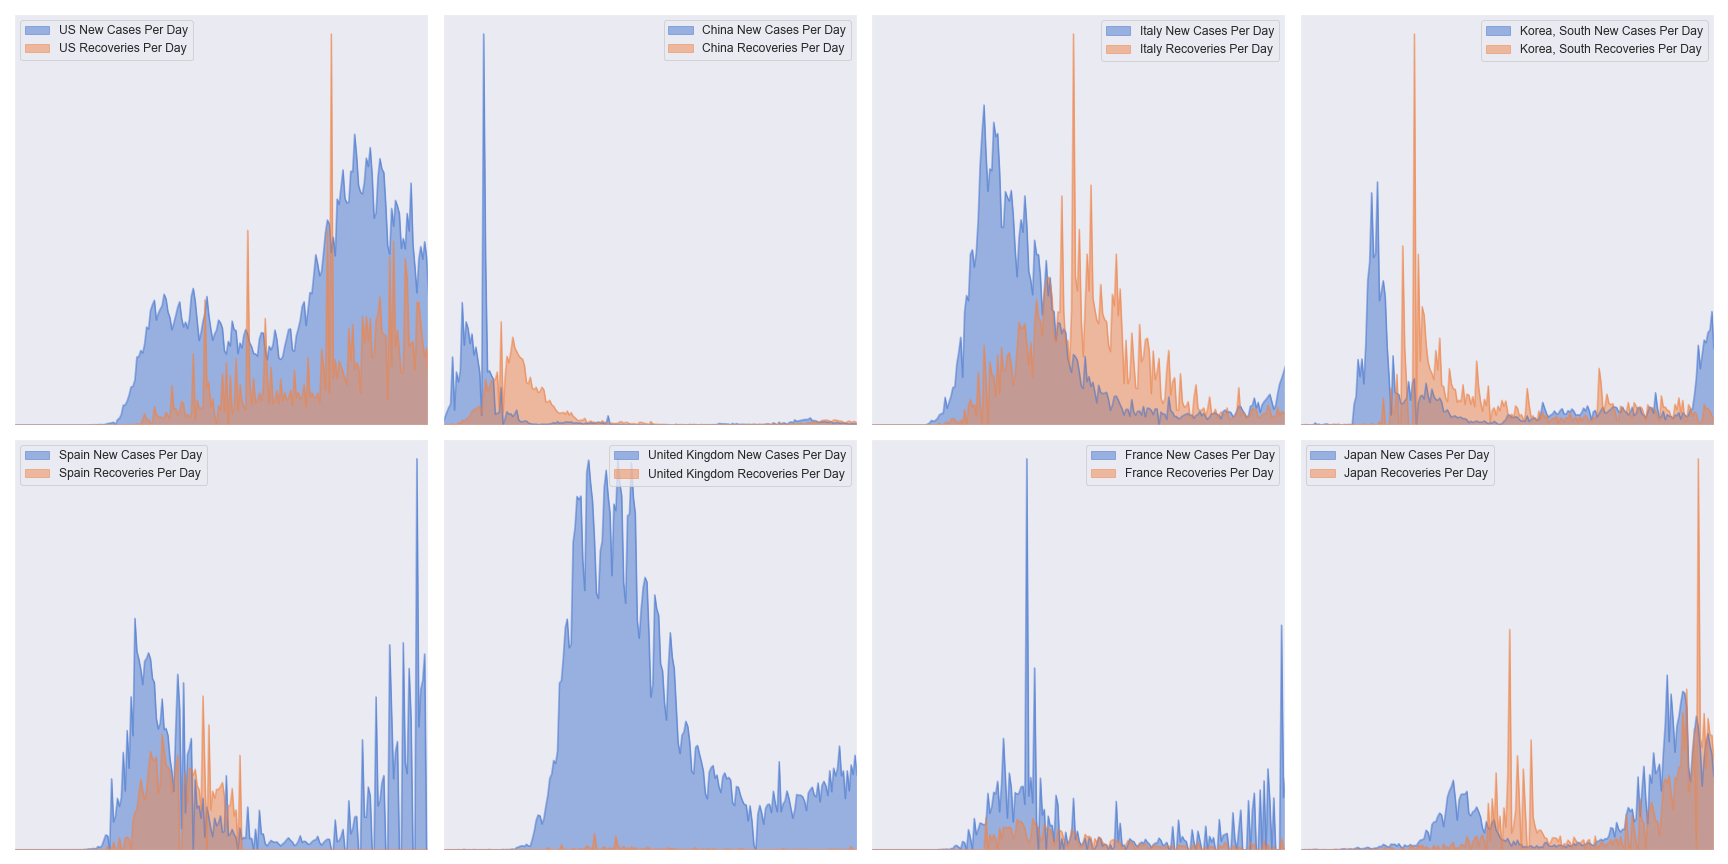 US New Cases Per Day
US Recoveries Per Day
China New Cases Per Day
China Recoveries Per Day
Italy New Cases Per Day
Italy Recoveries Per Day
Korea, South New Cases Per Day
Korea, South Recoveries Per Day
Spain New Cases Per Day
Spain Recoveries Per Day
United Kingdom New Cases Per Day
United Kingdom Recoveries Per Day
France New Cases Per Day
France Recoveries Per Day
Japan New Cases Per Day
Japan Recoveries Per Day